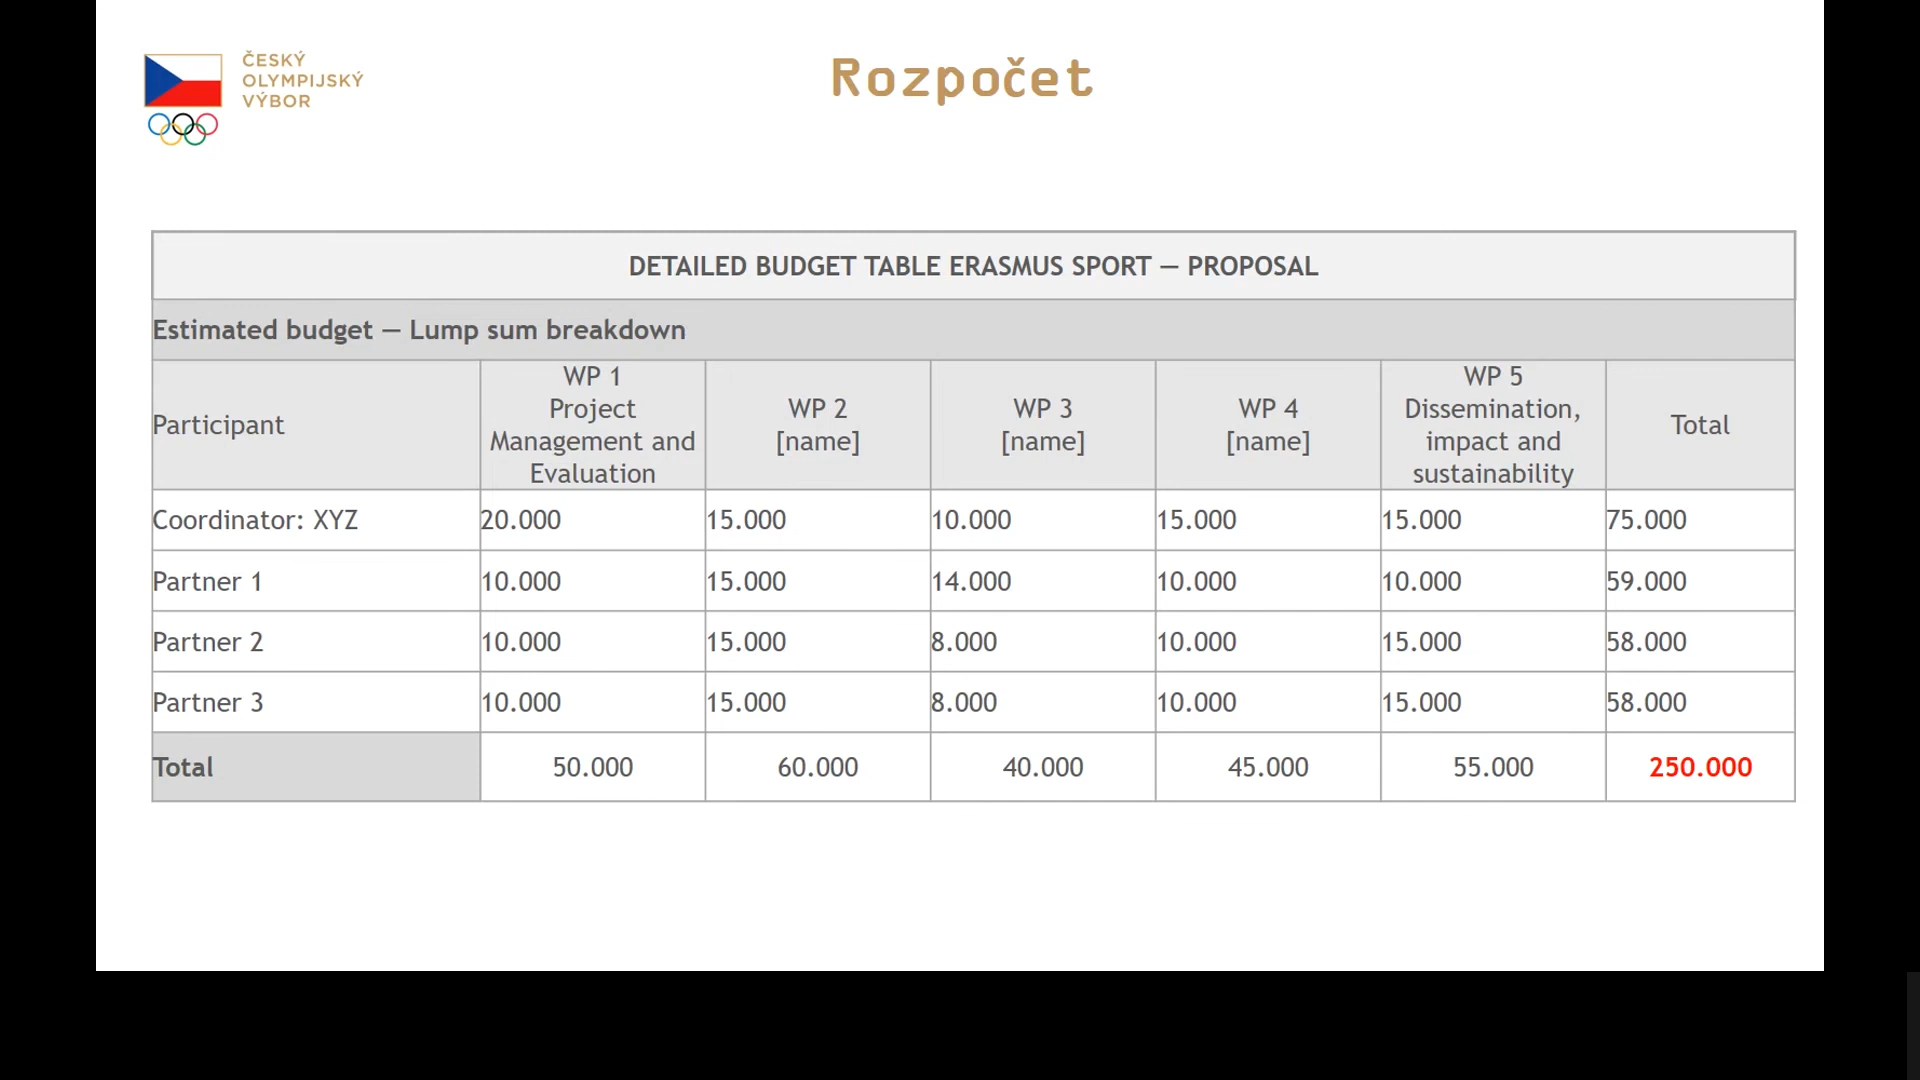 ČESKÝ
OLYMPIJSKÝ
VÝBOR
Rozpočet
DETAILED BUDGET TABLE ERASMUS SPORT — PROPOSAL
Estimated budget — Lump sum breakdown
Participant
WP 1
Project
Management and
Evaluation
WP 2
[name]
WP 3
[name]
WP 4
[name]
WP 5
Dissemination,
impact and
sustainability
Total
Coordinator: XYZ 20.000 15.000 10.000 15.000 15.000 75.000
Partner 1 10.000 15.000 14.000 10.000 10.000 59.000
Partner 2 10.000 15.000 8.000 10.000 15.000 58.000
Partner 3 10.000 15.000 8.000 10.000 15.000 58.000
Total 50.000 60.000 40.000 45.000 55.000 250.000